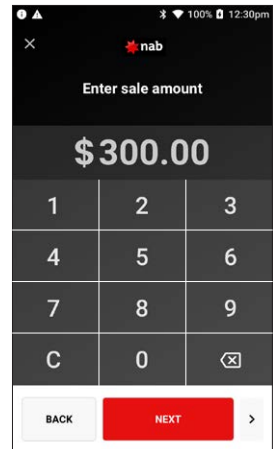 100% 12:30pm
nab
Enter sale amount
$300.00
1 2 3
4 5 6
7 8 9
C 0
BACK NEXT